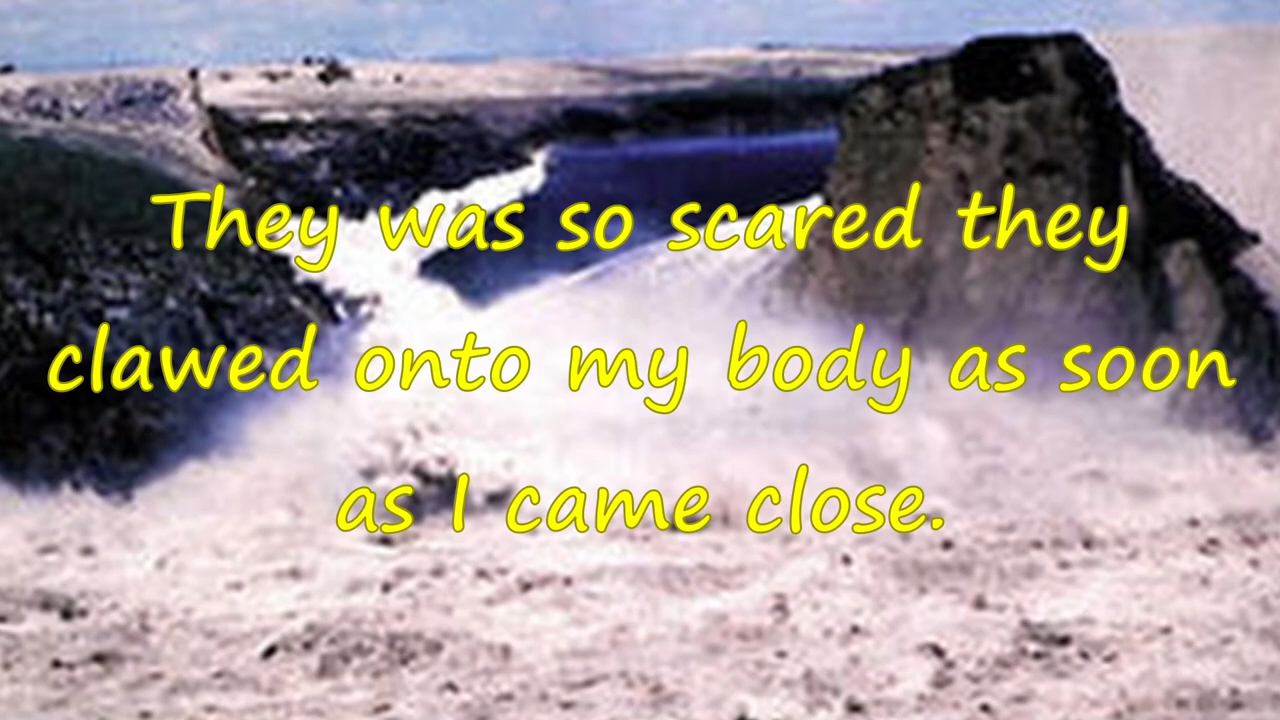 They was so scared they
clawed onto my body as soon
as I came close.